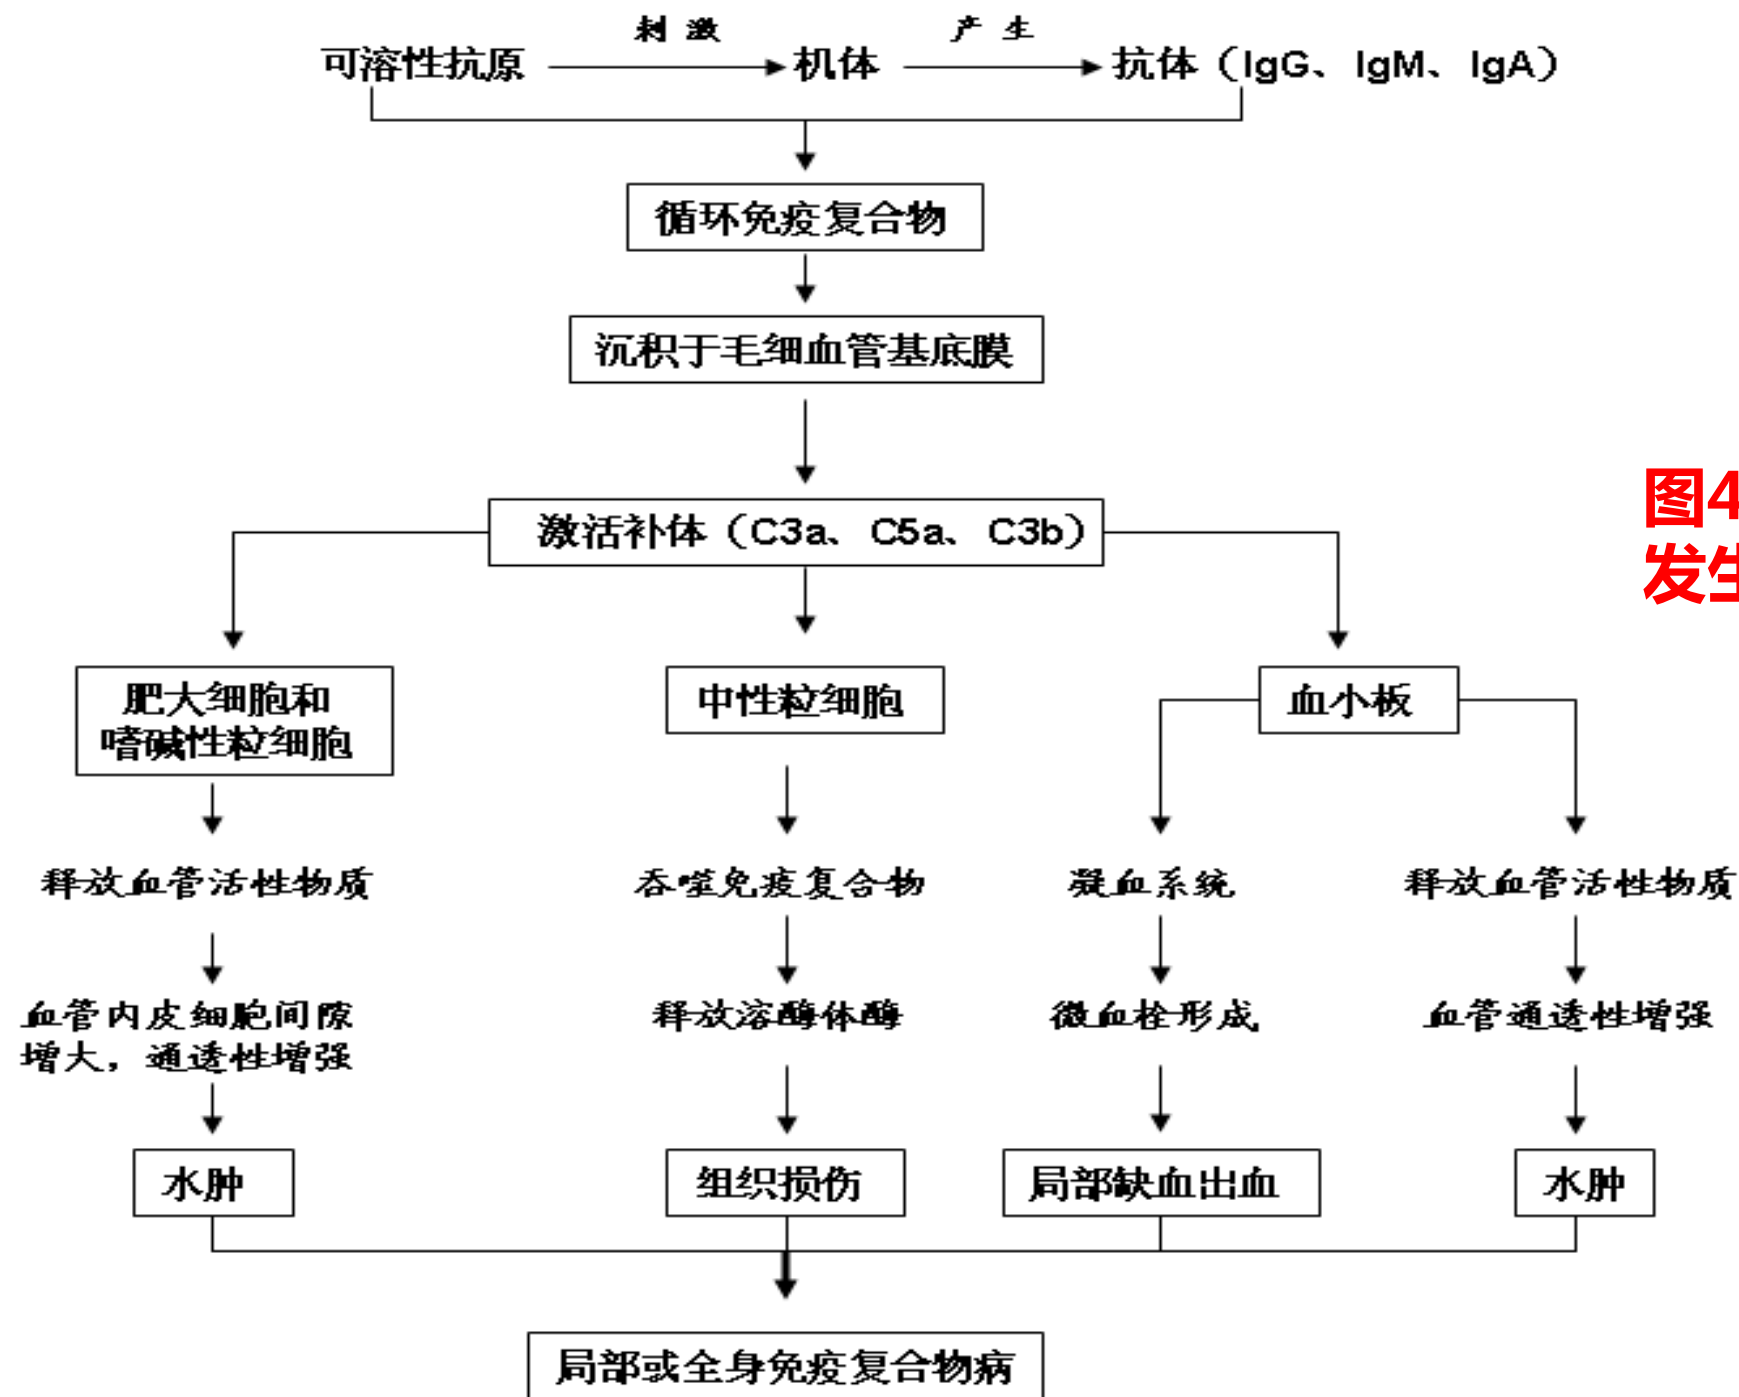 刺激
产生
可溶性抗原
机体
抗体（IgG、IgM、IgA）
循环免疫复合物
沉积于毛细血管基底膜
图4
发生
激活补体（C3a、C5a、C3b）
肥大细胞和
嗜碱性粒细胞
中性粒细胞
血小板
释放血管活性物质
吞噬免疫复合物
凝血系统
释放血管活性物质
血管内皮细胞间隙
增大，通透性增强
释放溶酶体酶
微血栓形成
血管通透性增强
水肿
组织损伤
局部缺血出血
水肿
局部或全身免疫复合物病